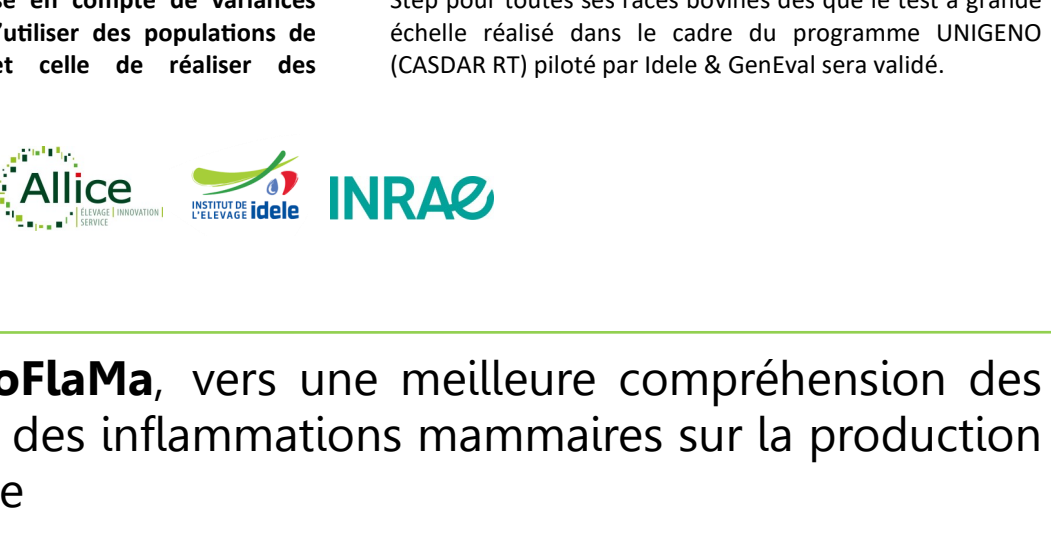 en compte de variances
d'utiliser des populations de
et celle de réaliser des
Step pour toutes ses races bovines dès que le test à grande
échelle réalisé dans le cadre du programme UNIGENO
(CASDAR RT) piloté par Idele & GenEval sera validé.
Allice
ÉLEVAGE | INNOVATION |
SERVICE
INSTITUT DE
L'ELEVAGE idele
INRAE
oFlaMa, vers une meilleure compréhension des
des inflammations mammaires sur la production
e